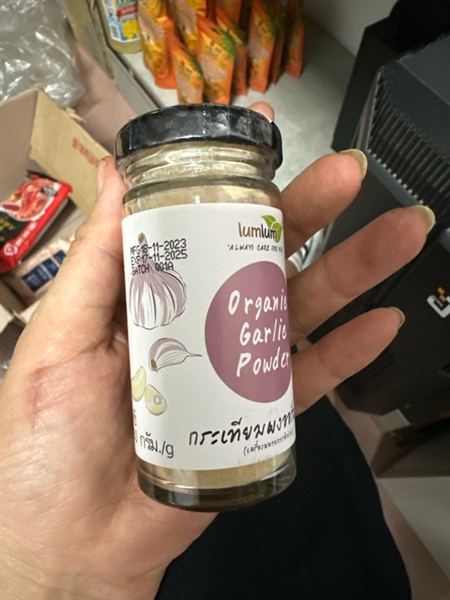 lumlum
"ALWAYS CARE FOR
MFG 18-11-2023
EXP 17-11-2025
BATCH 001A
Organic
Garlic
Powder
กระเทียมผง
กรัม./g